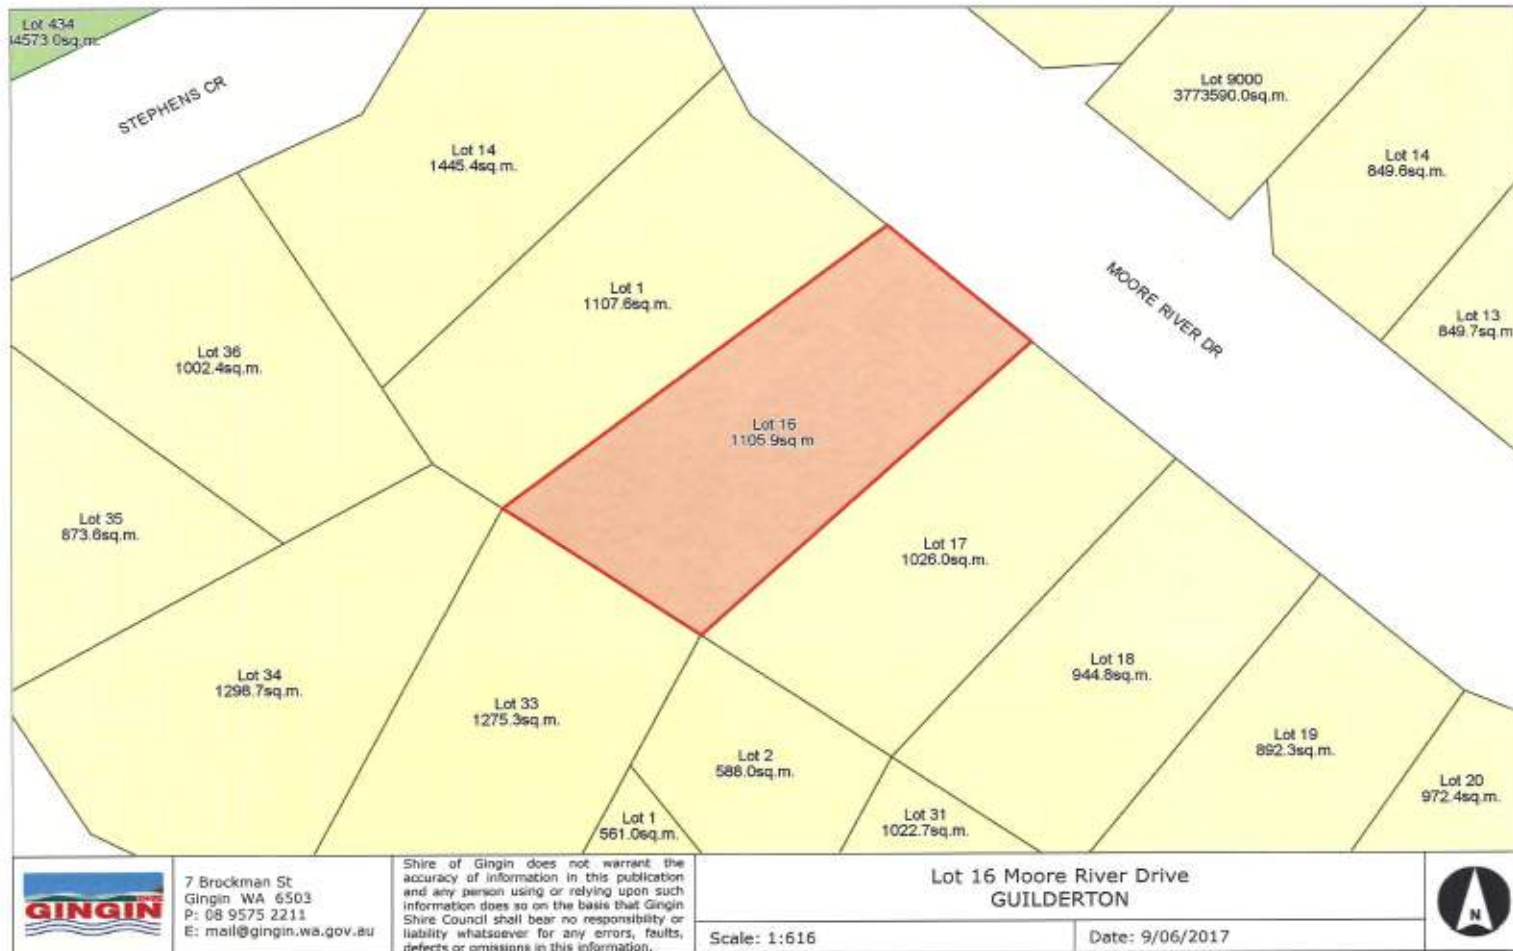 Lot 434
4573.0sq.m.
STEPHENS CR
Lot 14
1445.4sq.m.
Lot 9000
3773590.0sq.m.
Lot 14
849.6sq.m.
Lot 1
1107.6sq.m.
MOORE RIVER DR
Lot 13
849.7sq.m
Lot 36
1002.4sq.m.
Lot 16
1105.9sq.m
Lot 35
873.6sq.m.
Lot 17
1026.0sq.m.
Lot 34
1298.7sq.m.
Lot 33
1275.3sq.m.
Lot 18
944.8sq.m.
Lot 2
588.0sq.m.
Lot 19
892.3sq.m.
Lot 20
972.4sq.m.
Lot 1
561.0sq.m.
Lot 31
1022.7sq.m.
GINGIN
7 Brockman St
Gingin WA 6503
P: 08 9575 2211
E: mail@gingin.wa.gov.au
Shire of Gingin does not warrant the
accuracy of information in this publication
and any person using or relying upon such
information does so on the basis that Gingin
Shire Council shall bear no responsibility or
liability whatsoever for any errors, faults,
defects or omissions in this information.
Lot 16 Moore River Drive
GUILDERTON
Scale: 1:616
Date: 9/06/2017
N